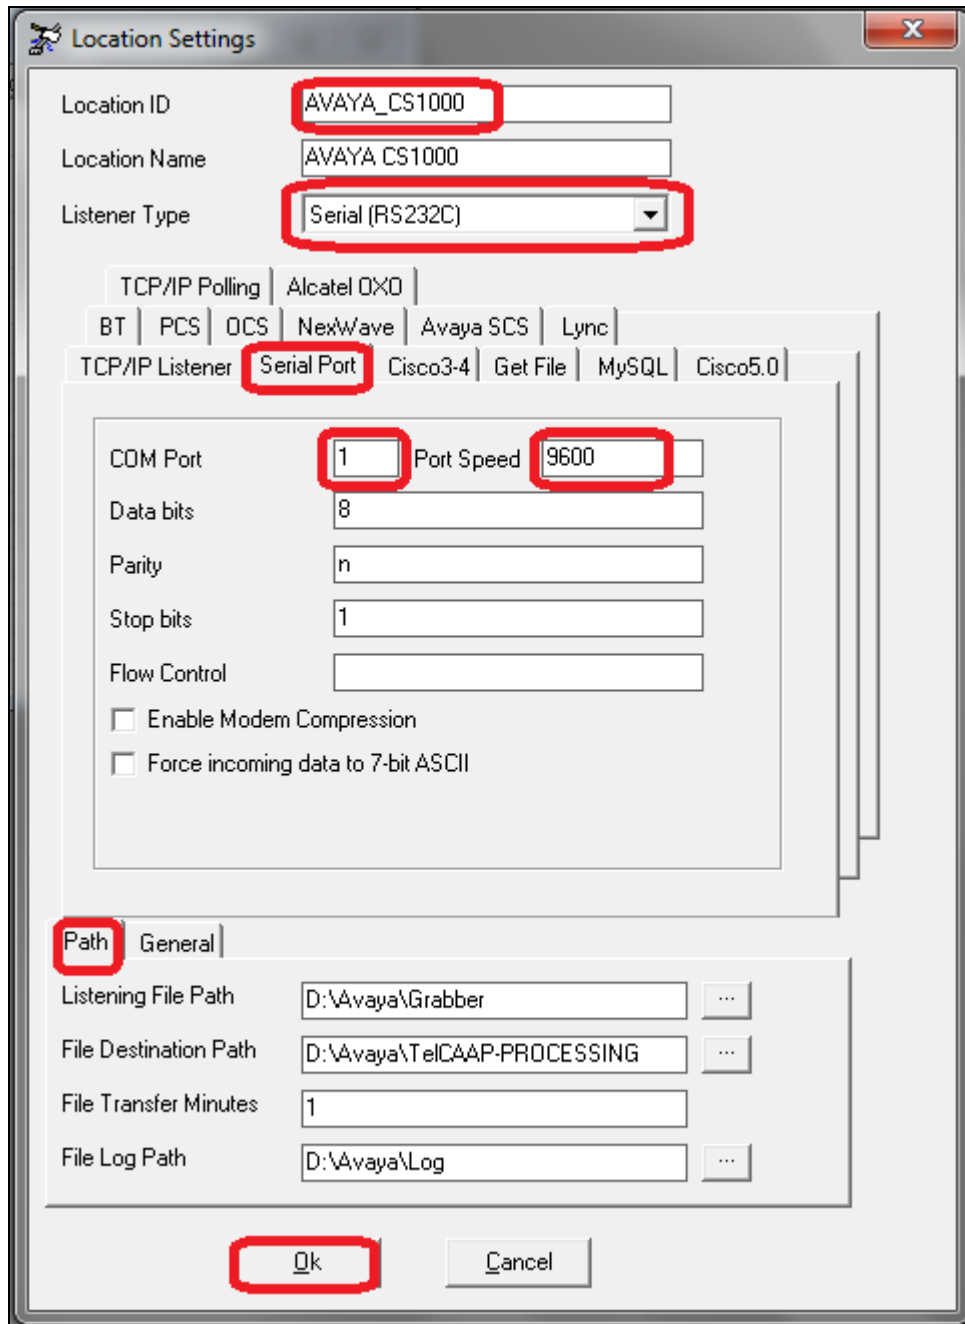 Location Settings
Location ID AVAYA_CS1000
Location Name AVAYA CS1000
Listener Type Serial (RS232C)
TCP/IP Polling Alcatel OXO
BT PCS OCS NexWave Avaya SCS Lync
TCP/IP Listener Serial Port Cisco3-4 Get File MySQL Cisco5.0
COM Port 1 Port Speed 9600
Data bits 8
Parity n
Stop bits 1
Flow Control
Enable Modem Compression
Force incoming data to 7-bit ASCII
Path General
Listening File Path D:\Avaya\Grabber ...
File Destination Path D:\Avaya\TelCAAP-PROCESSING ...
File Transfer Minutes 1
File Log Path D:\Avaya\Log ...
Ok Cancel